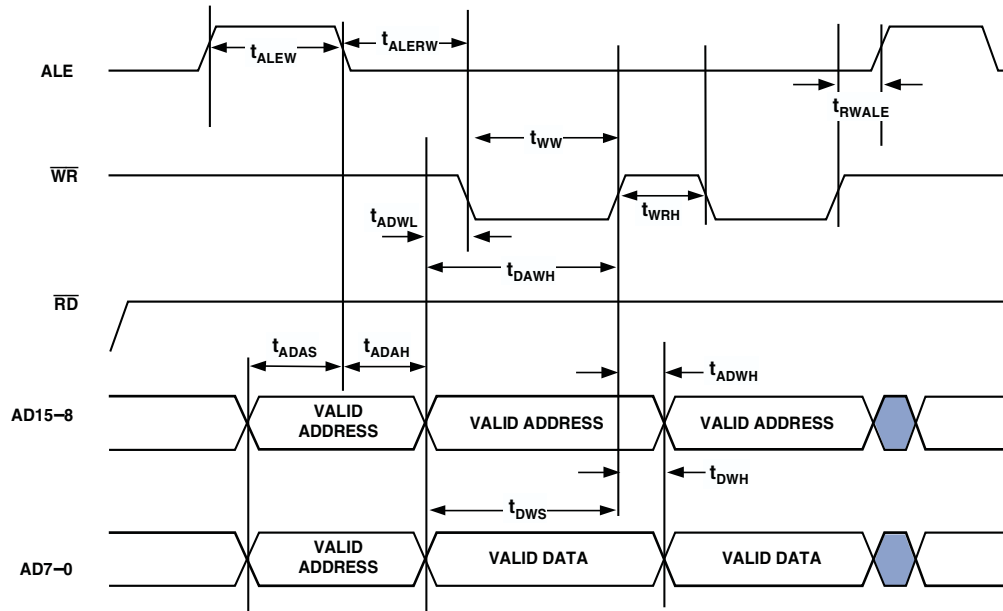 tALEW
tALERW
ALE
tRWALE
tWW
WR
tWRH
tADWL
tDAWH
RD
tADAS
tADAH
tADWH
AD15–8
VALID
ADDRESS
VALID ADDRESS
VALID ADDRESS
tDWH
tDWS
AD7–0
VALID
ADDRESS
VALID DATA
VALID DATA